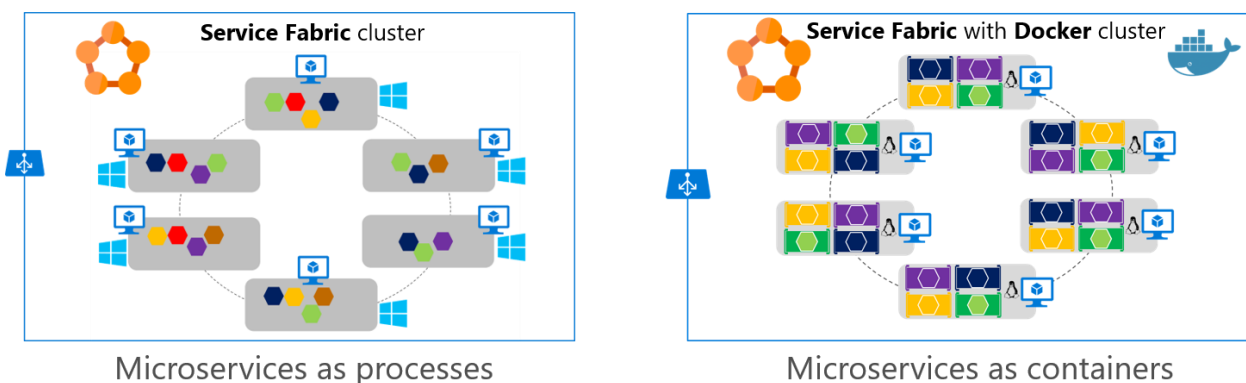 Service Fabric cluster
Service Fabric with Docker cluster
Microservices as processes
Microservices as containers